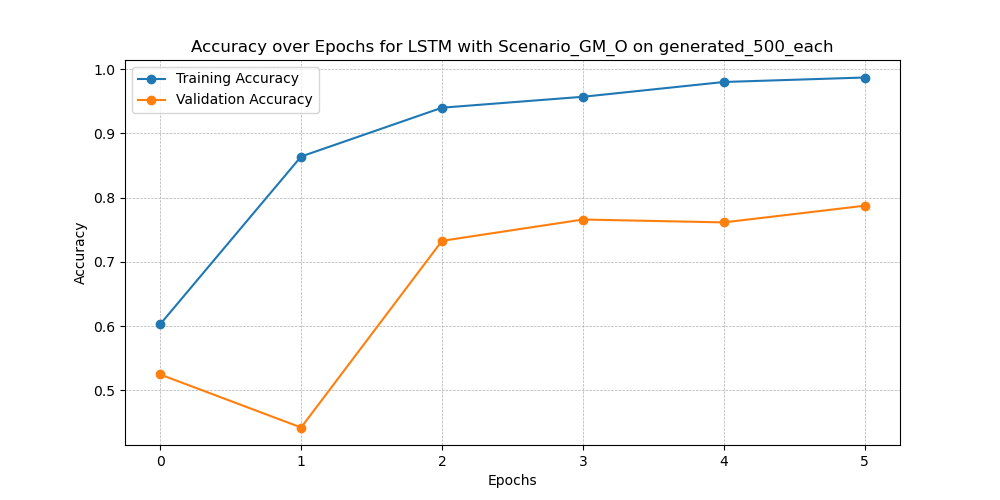 Accuracy over Epochs for LSTM with Scenario_GM_O on generated_500_each
Training Accuracy
Validation Accuracy
Accuracy
1.0
0.9
0.8
0.7
0.6
0.5
0 1 2 3 4 5
Epochs